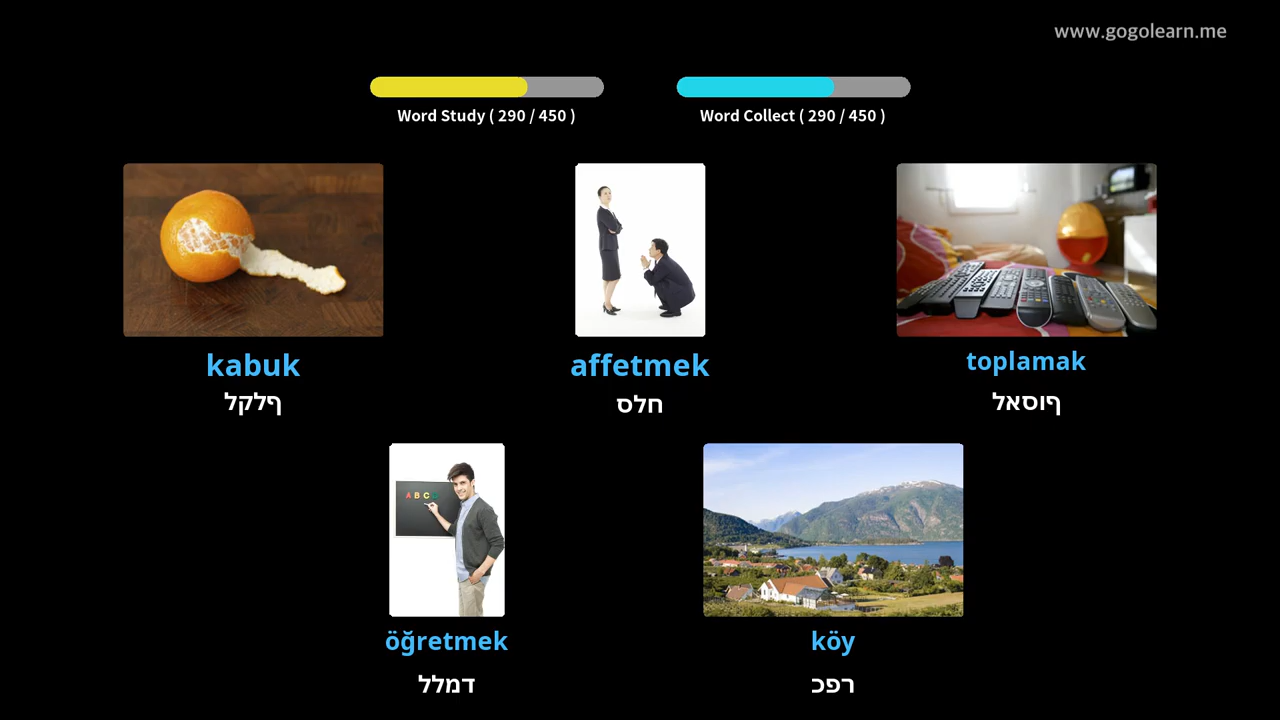 www.gogolearn.me
Word Study ( 290 / 450 )
Word Collect ( 290 / 450 )
kabuk
ףלקל
affetmek
חלס
toplamak
ףוסאל
öğretmek
דמלל
köy
רפכ
A B C D